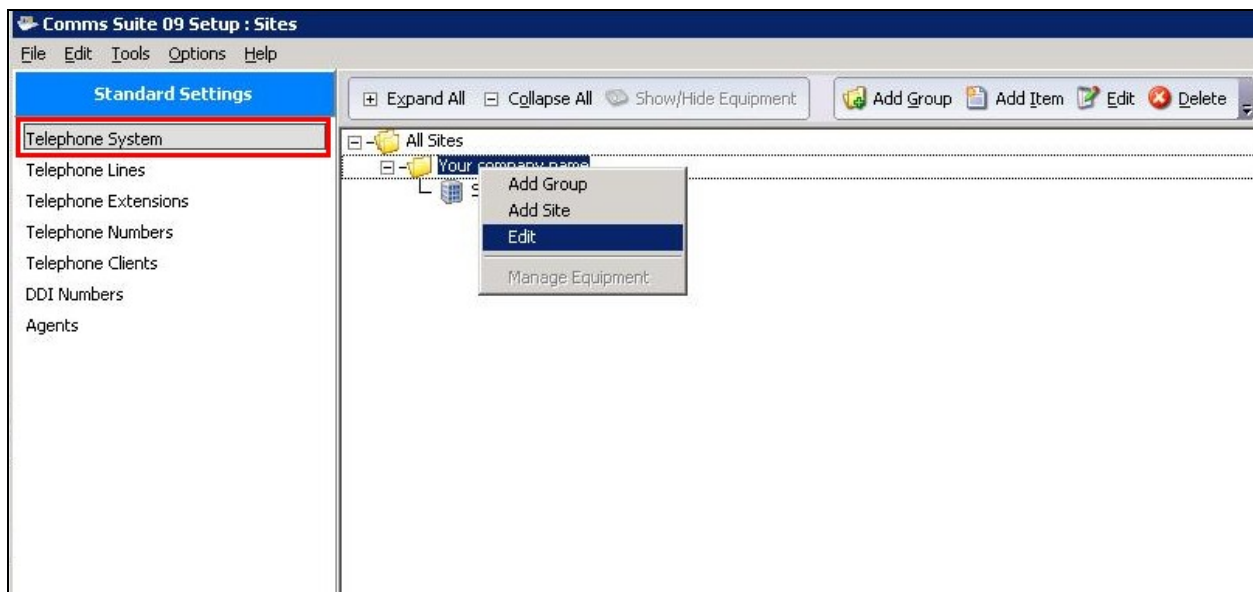 Comms Suite 09 Setup : Sites
File Edit Tools Options Help
Standard Settings
Expand All Collapse All Show/Hide Equipment Add Group Add Item Edit Delete
Telephone System
Telephone Lines
Telephone Extensions
Telephone Numbers
Telephone Clients
DDI Numbers
Agents
All Sites
Your company name
Add Group
Add Site
Edit
Manage Equipment